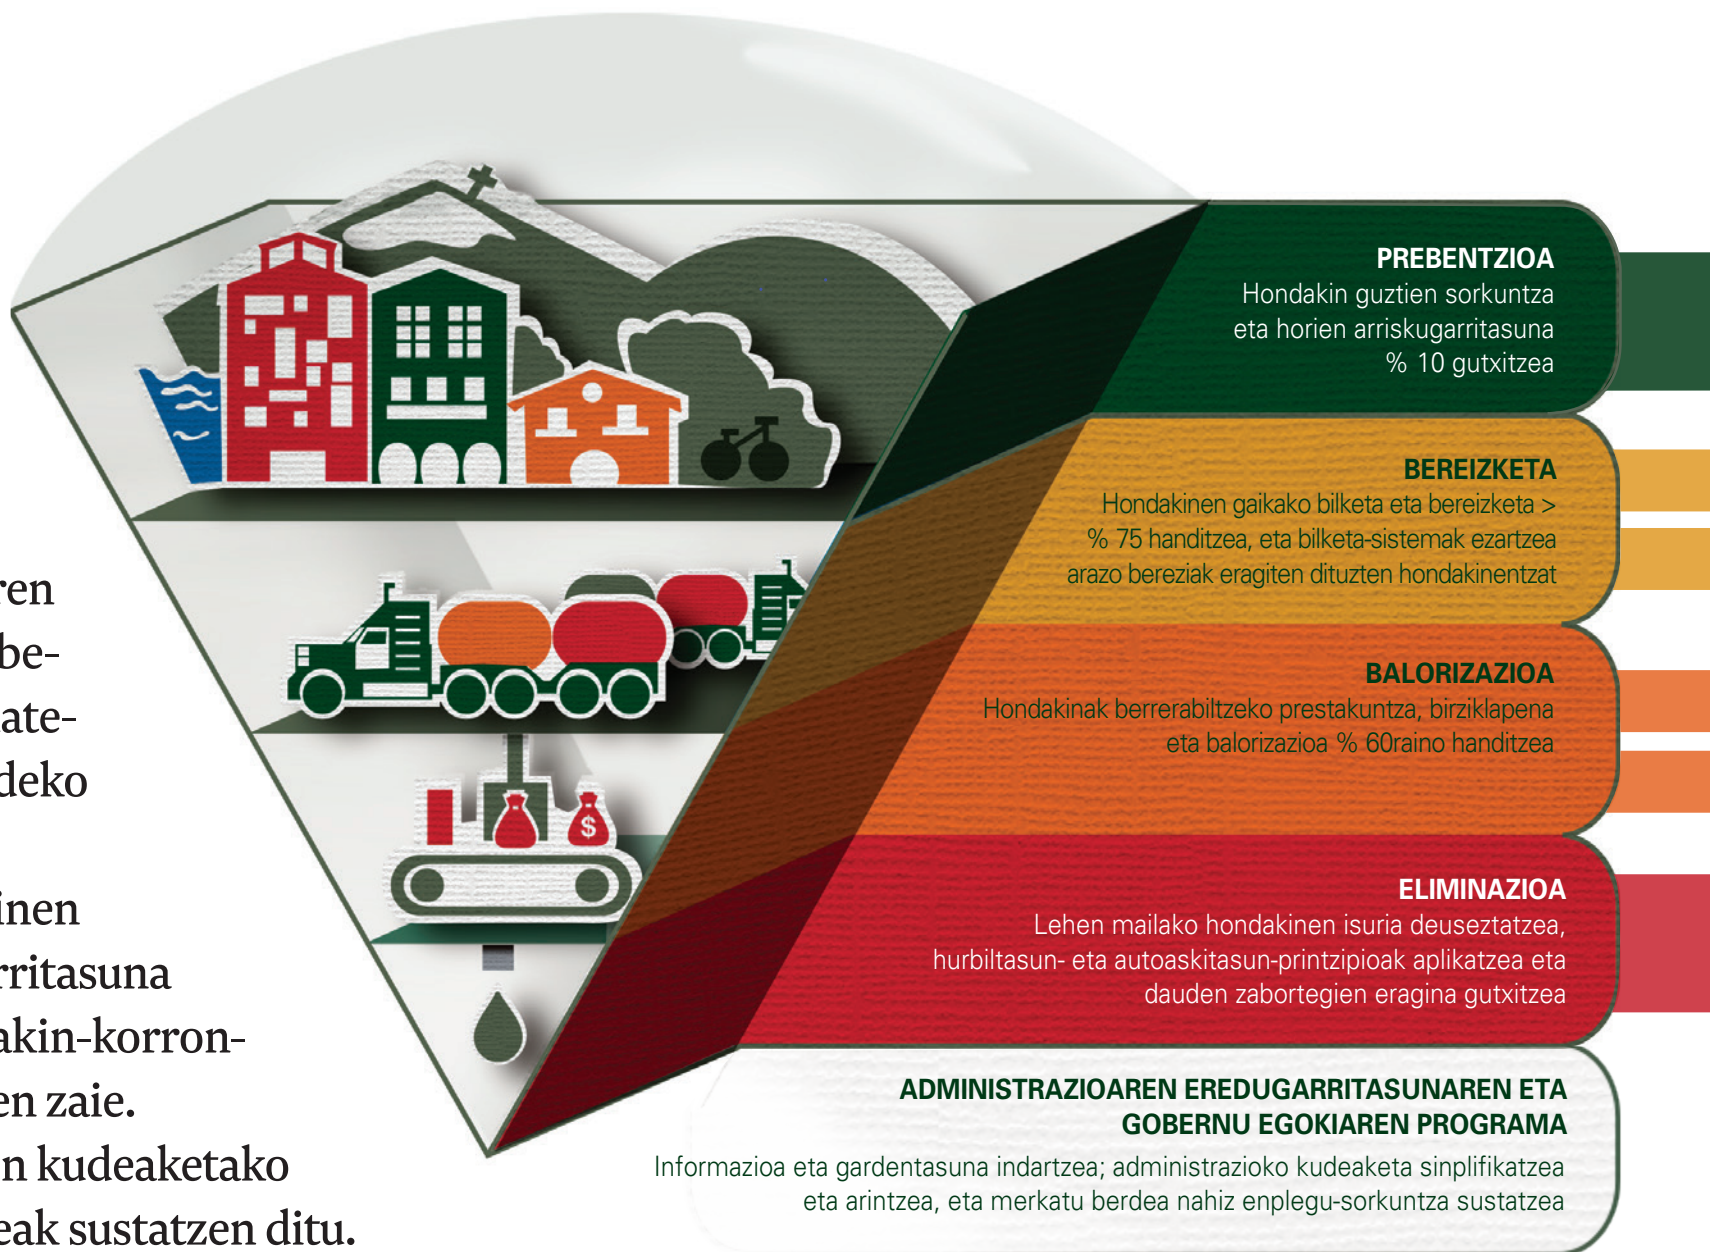 PREBENTZIOA
Hondakin guztien sorkuntza
eta horien arriskugarritasuna
% 10 gutxitzea
BEREIZKETA
Hondakinen gaikako bilketa eta bereizketa >
% 75 handitzea, eta bilketa-sistemak ezartzea
arazo bereziak eragiten dituzten hondakinentzat
BALORIZAZIOA
Hondakinak berrerabiltzeko prestakuntza, birziklapena
eta balorizazioa % 60raino handitzea
ELIMINAZIOA
Lehen mailako hondakinen isuria deuseztatzea,
hurbiltasun- eta autoaskitasun-printzipioak aplikatzea eta
dauden zabortegien eragina gutxitzea
ADMINISTRAZIOAREN EREDUGARRITASUNAREN ETA
GOBERNU EGOKIAREN PROGRAMA
Informazioa eta gardentasuna indartzea; administrazioko kudeaketa sinplifikatzea
eta arintzea, eta merkatu berdea nahiz enplegu-sorkuntza sustatzea
$
ren
be-
ate-
deko
inen
rritasuna
akin-korron-
en zaie.
n kudeaketako
eak sustatzen ditu.